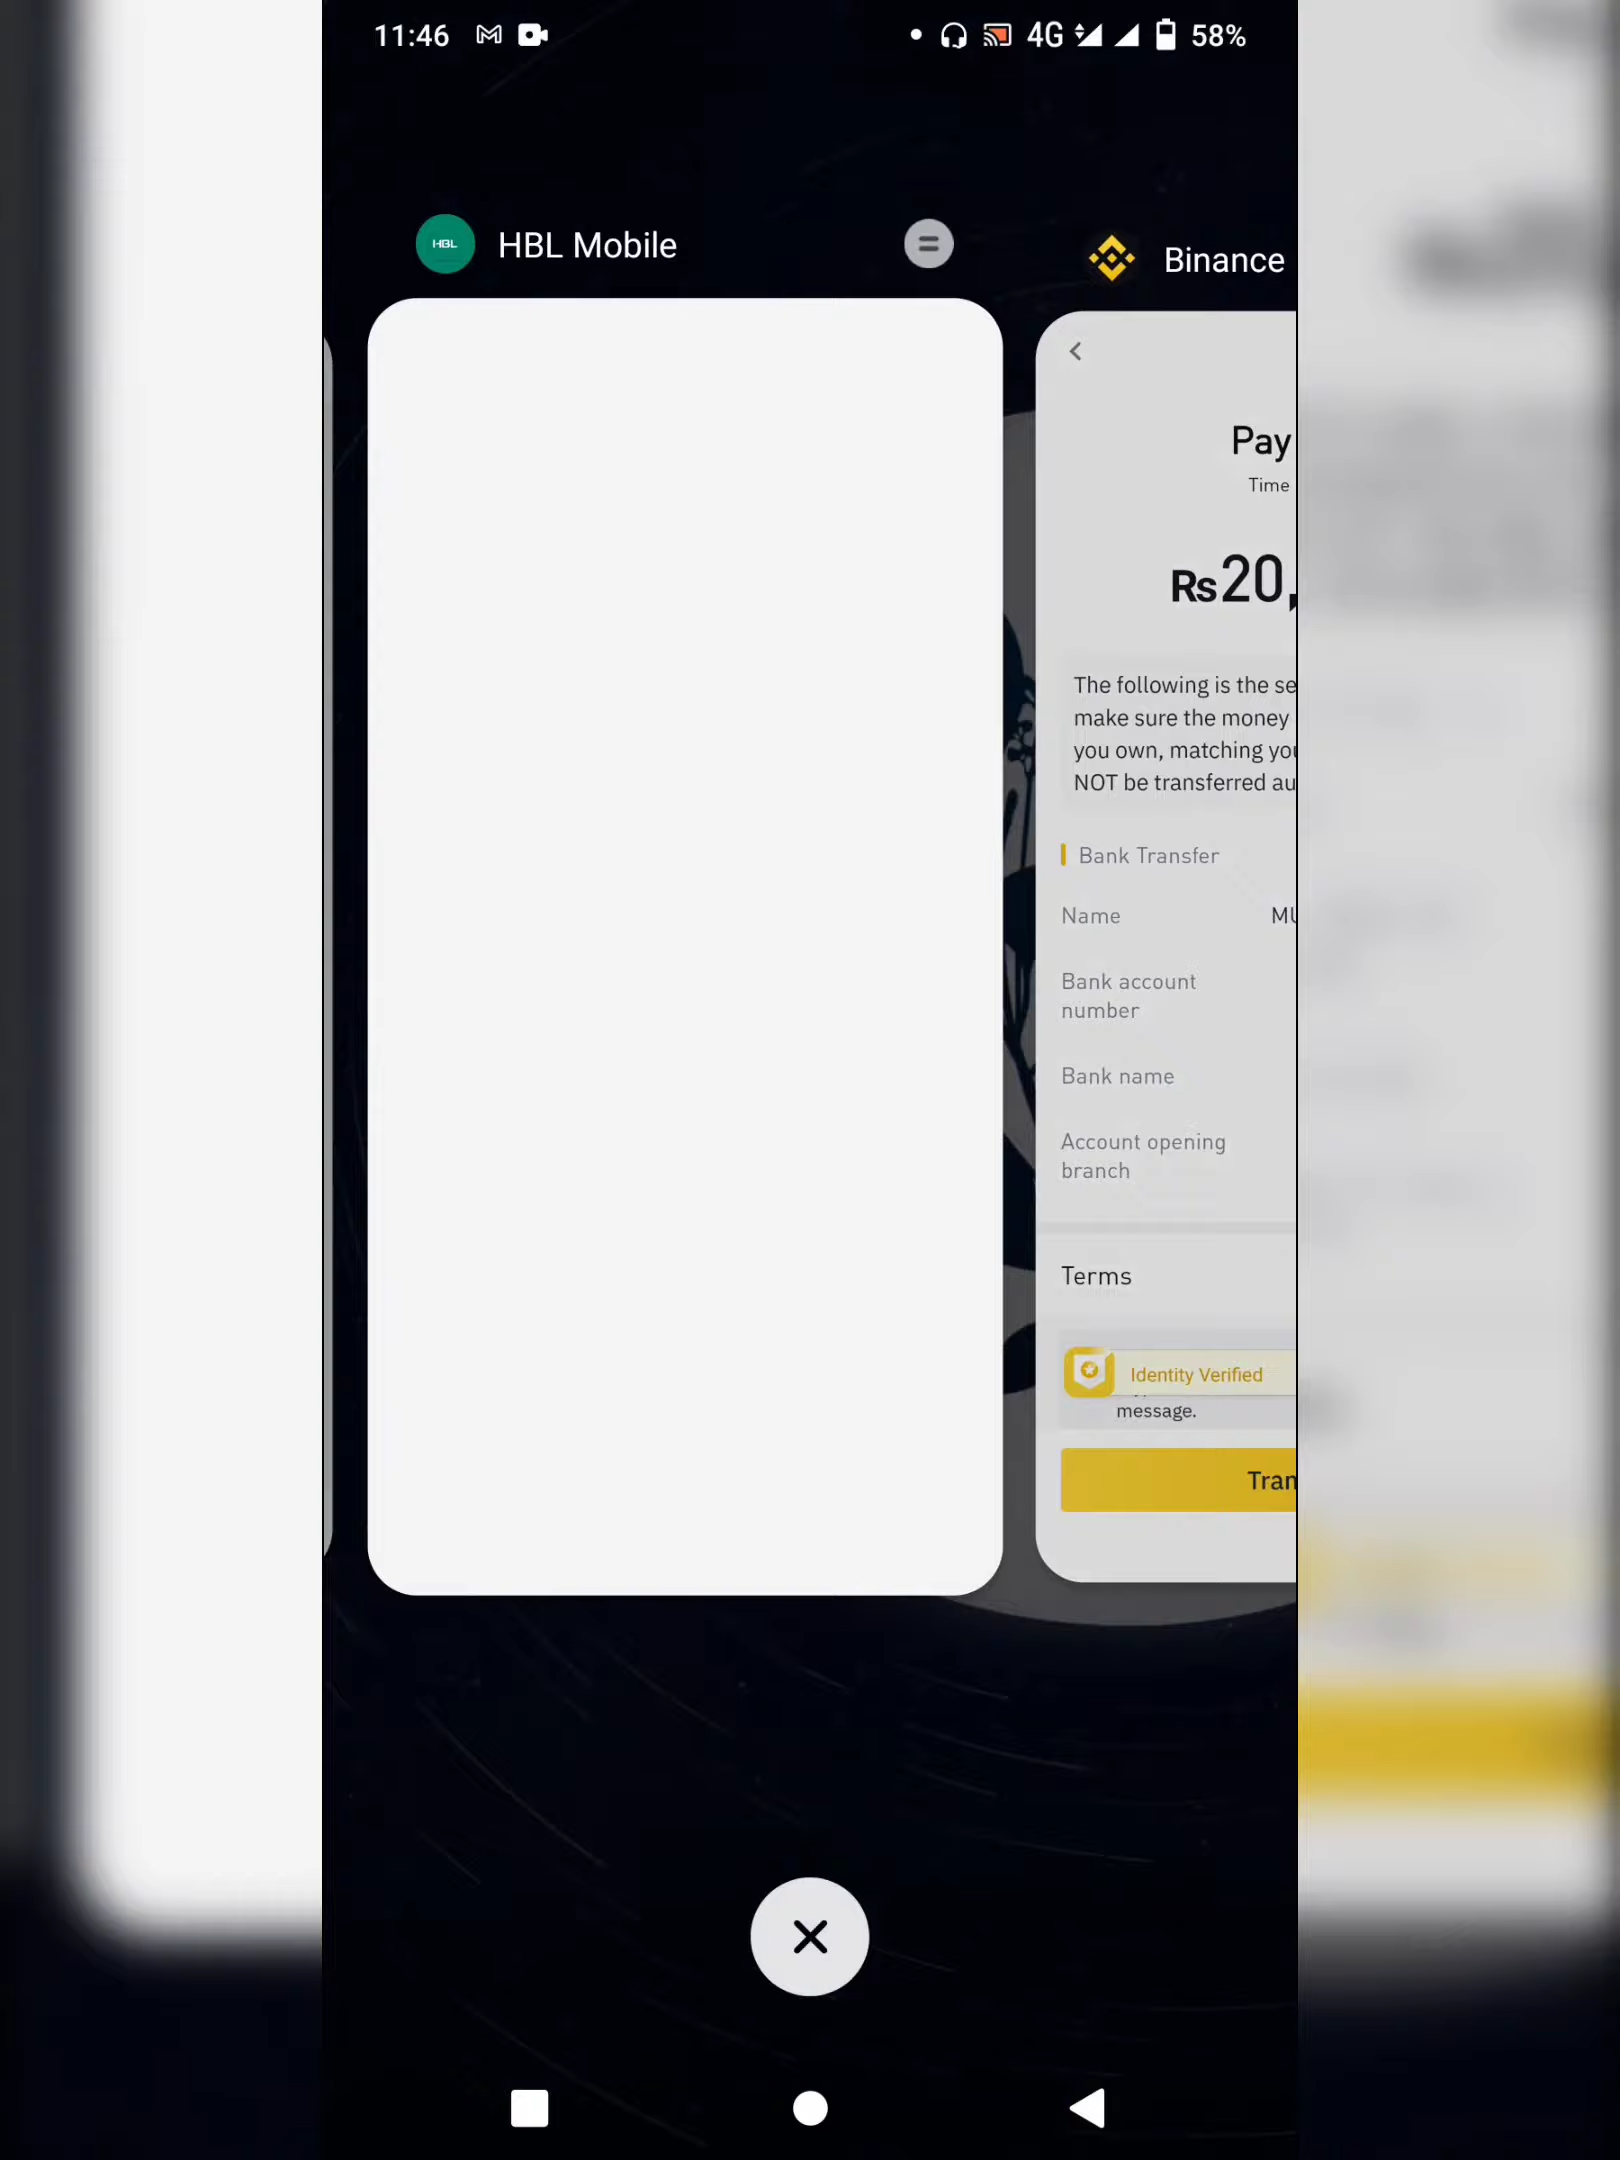 11:46
4G
58%
HBL
HBL Mobile
Binance
Pay
Time
Rs20,
The following is the se
make sure the money
you own, matching you
NOT be transferred au
Bank Transfer
Name
MU
Bank account
number
Bank name
Account opening
branch
Terms
Identity Verified
message.
Tran